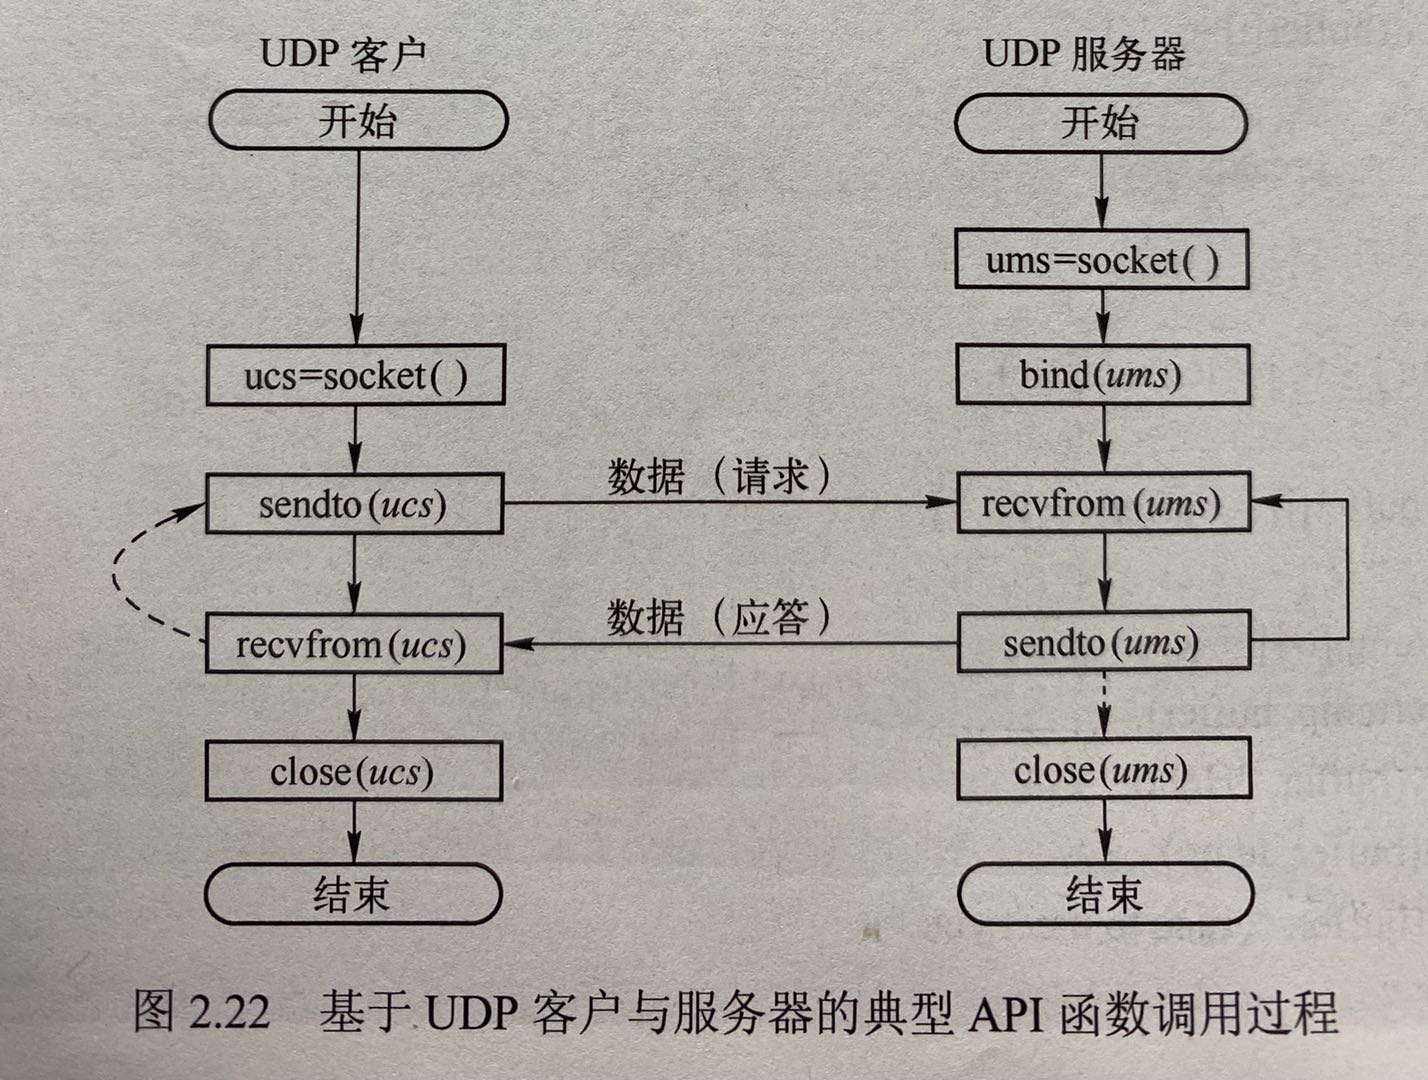 UDP 客户
UDP 服务器
开始
开始
ums=socket( )
ucs=socket( )
bind(ums)
数据（请求）
sendto(ucs)
recvfrom(ums)
数据（应答）
recvfrom(ucs)
sendto(ums)
close(ucs)
close(ums)
结束
结束
图 2.22 基于 UDP 客户与服务器的典型 API 函数调用过程